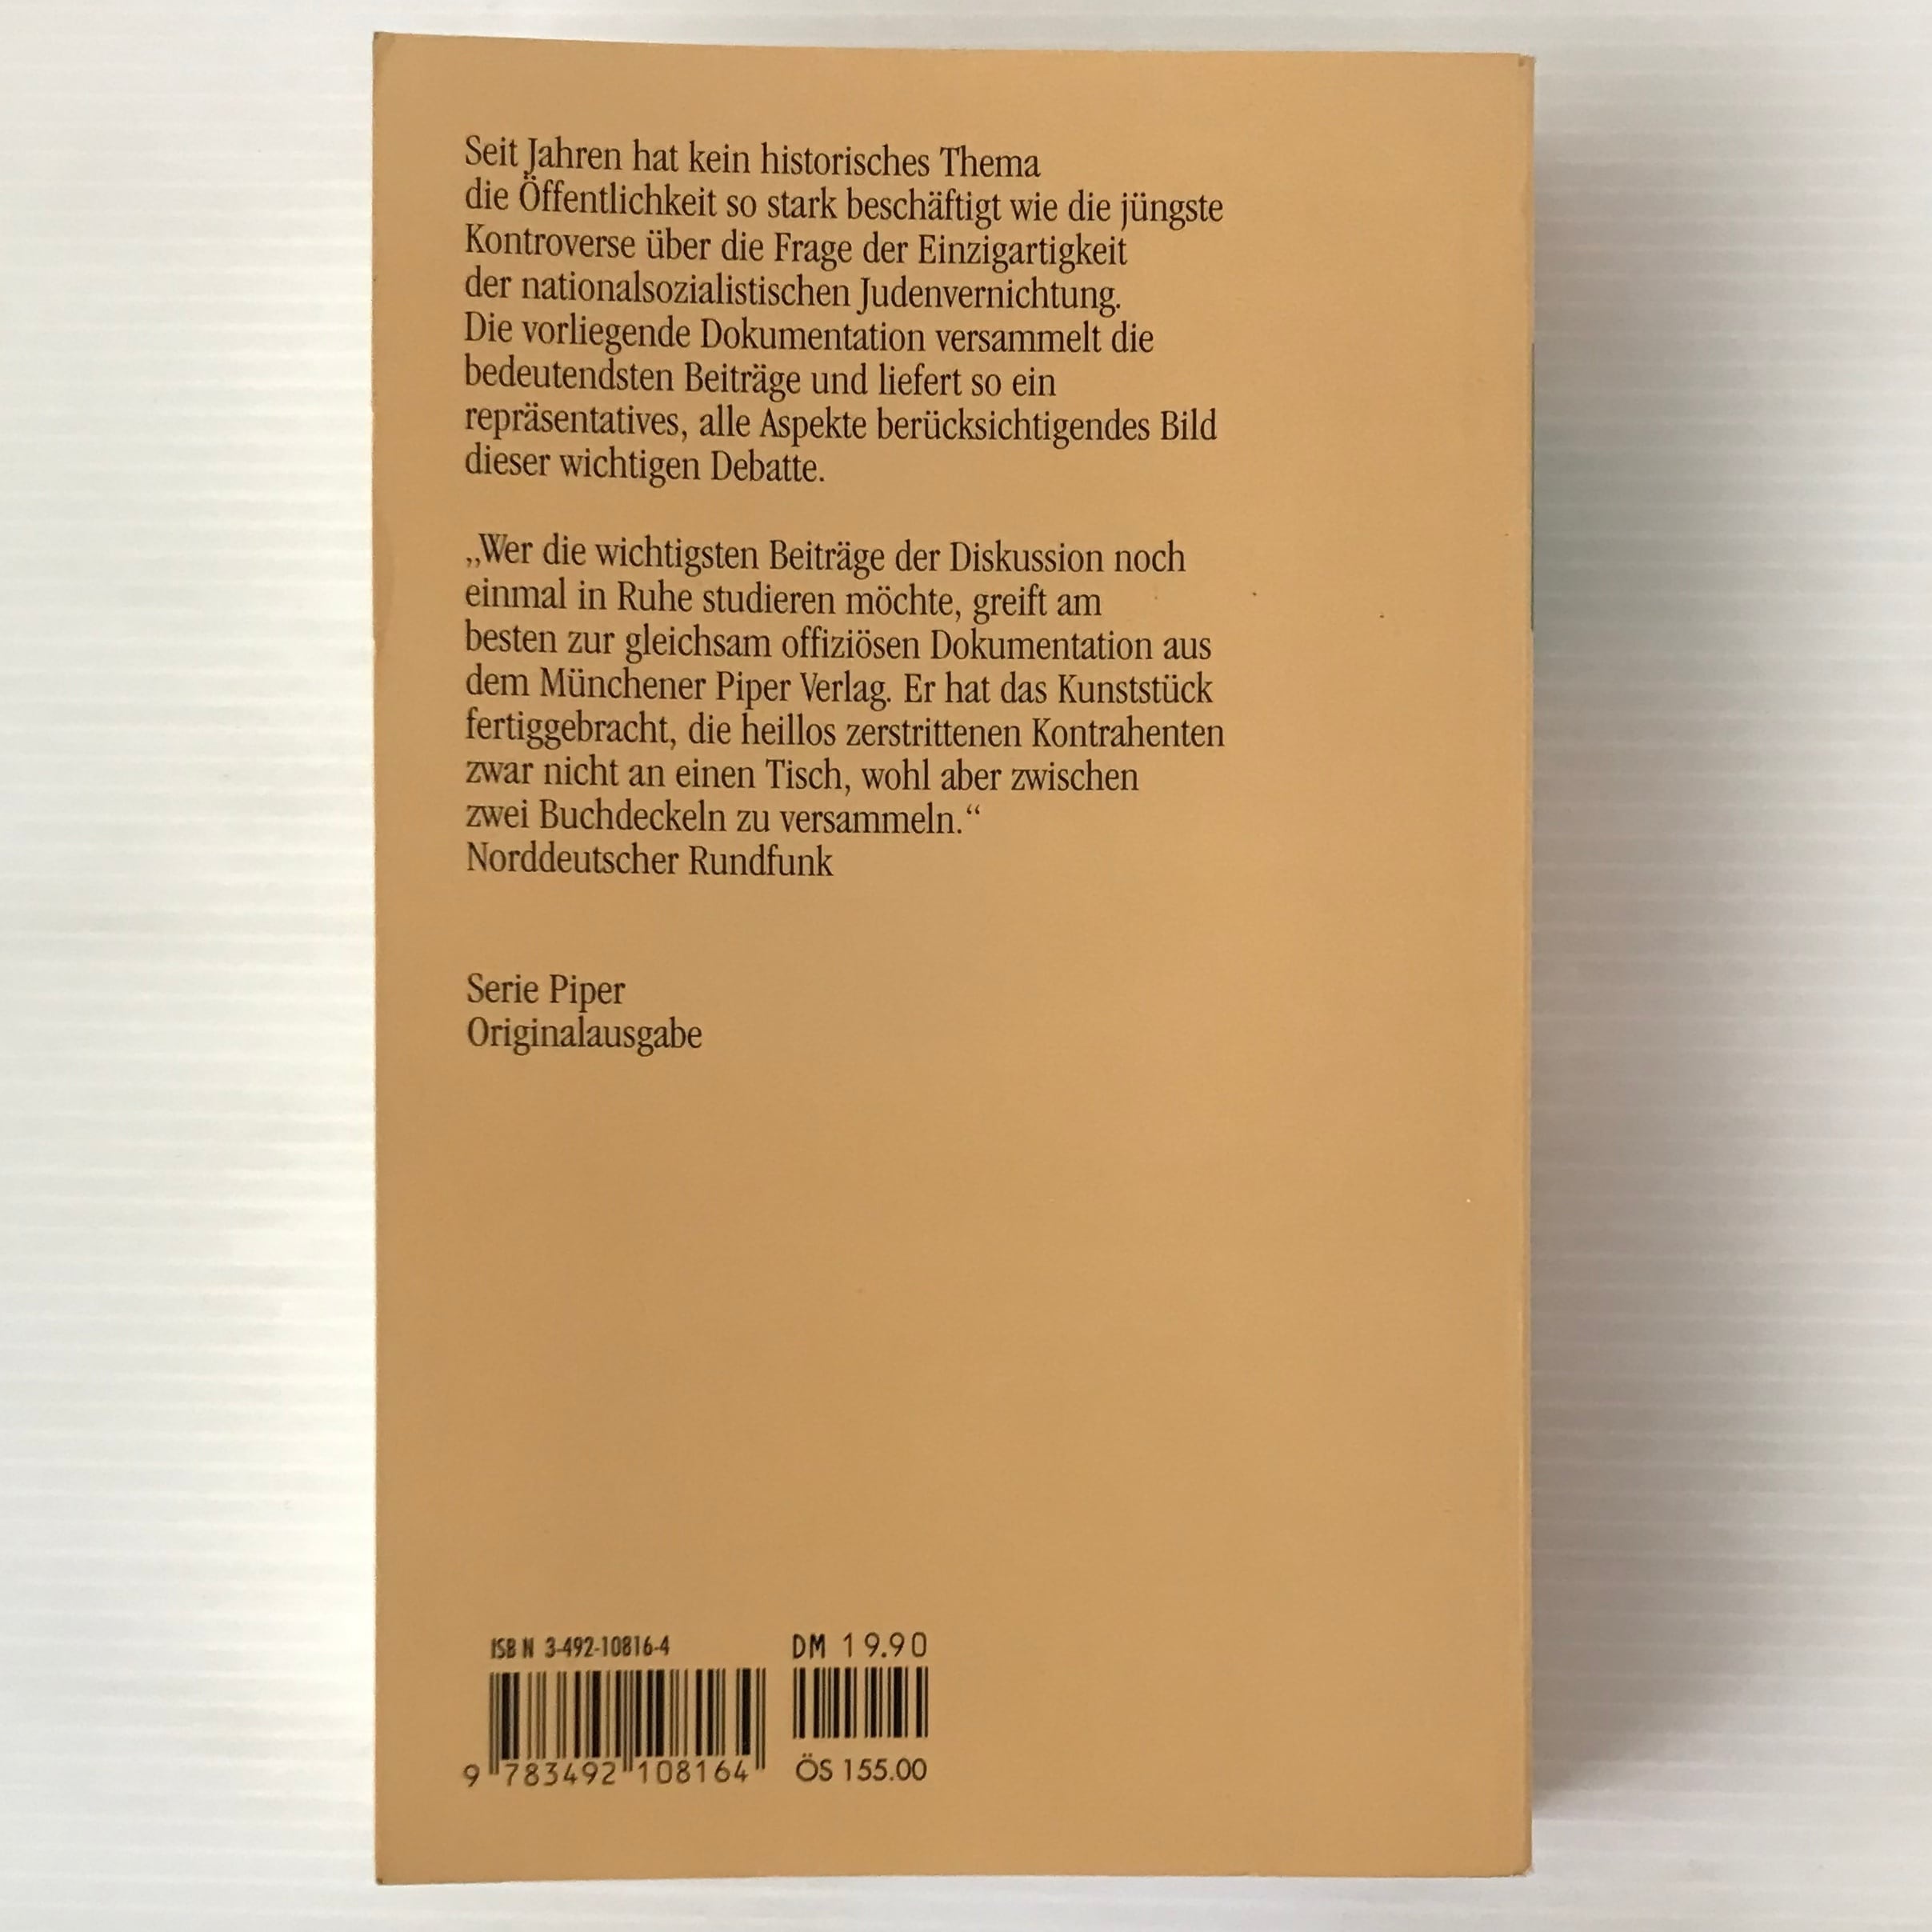 Seit Jahren hat kein historisches Thema
die Öffentlichkeit so stark beschäftigt wie die jüngste
Kontroverse über die Frage der Einzigartigkeit
der nationalsozialistischen Judenvernichtung.
Die vorliegende Dokumentation versammelt die
bedeutendsten Beiträge und liefert so ein
repräsentatives, alle Aspekte berücksichtigendes Bild
dieser wichtigen Debatte.
„Wer die wichtigsten Beiträge der Diskussion noch
einmal in Ruhe studieren möchte, greift am
besten zur gleichsam offiziösen Dokumentation aus
dem Münchener Piper Verlag. Er hat das Kunststück
fertiggebracht, die heillos zerstrittenen Kontrahenten
zwar nicht an einen Tisch, wohl aber zwischen
zwei Buchdeckeln zu versammeln.“
Norddeutscher Rundfunk
Serie Piper
Originalausgabe
ISBN 3-492-10816-4
DM 19.90
9 783492 108164
ÖS 155.00